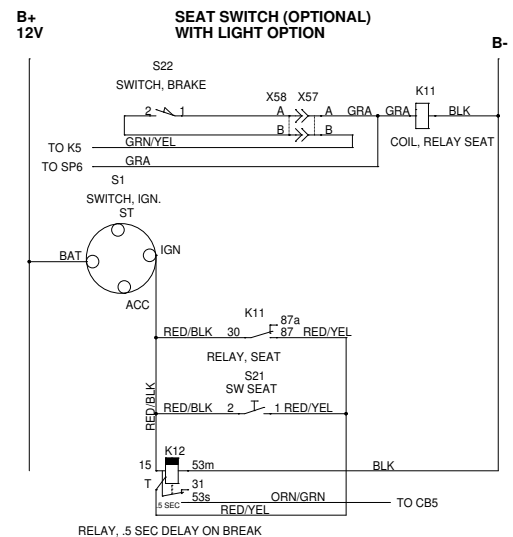 B+ SEAT SWITCH (OPTIONAL)
12V WITH LIGHT OPTION
B-
S22
SWITCH, BRAKE
X58 X57 K11
2 1 A A GRA GRA BLK
B B COIL, RELAY SEAT
TO K5 GRN/YEL
TO SP6 GRA
S1
SWITCH, IGN.
ST
BAT IGN
ACC
K11
87a
RED/BLK 30 87 RED/YEL
RELAY, SEAT
S21
SW SEAT
RED/BLK
RED/BLK 2 1 RED/YEL
K12
15 53m BLK
T 31
.5 SEC 53s ORN/GRN TO CB5
RED/YEL
RELAY, .5 SEC DELAY ON BREAK